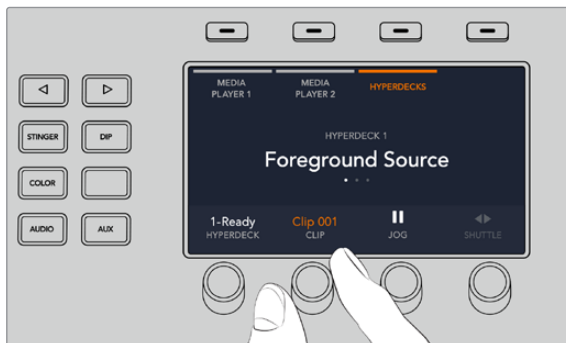 MEDIA
PLAYER 1
MEDIA
PLAYER 2
HYPERDECKS
HYPERDECK 1
Foreground Source
1-Ready
HYPERDECK
Clip 001
CLIP
JOG
SHUTTLE
STINGER
DIP
COLOR
AUDIO
AUX